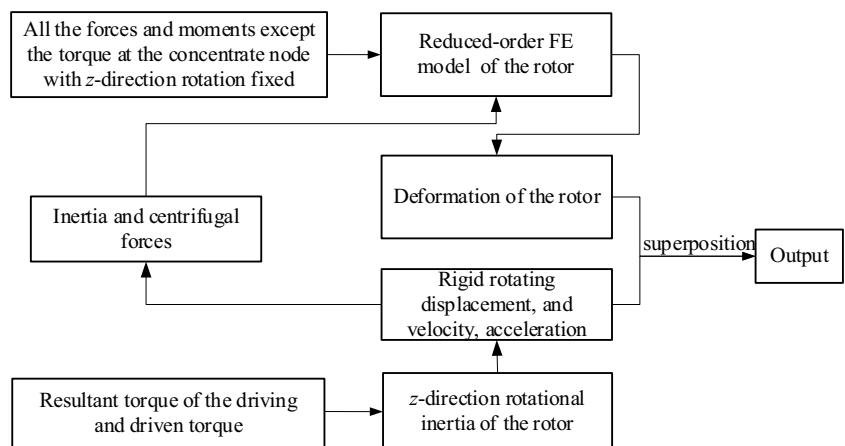 All the forces and moments except
the torque at the concentrate node
with z-direction rotation fixed
Reduced-order FE
model of the rotor
Inertia and centrifugal
forces
Deformation of the rotor
superposition
Output
Rigid rotating
displacement, and
velocity, acceleration
Resultant torque of the driving
and driven torque
z-direction rotational
inertia of the rotor